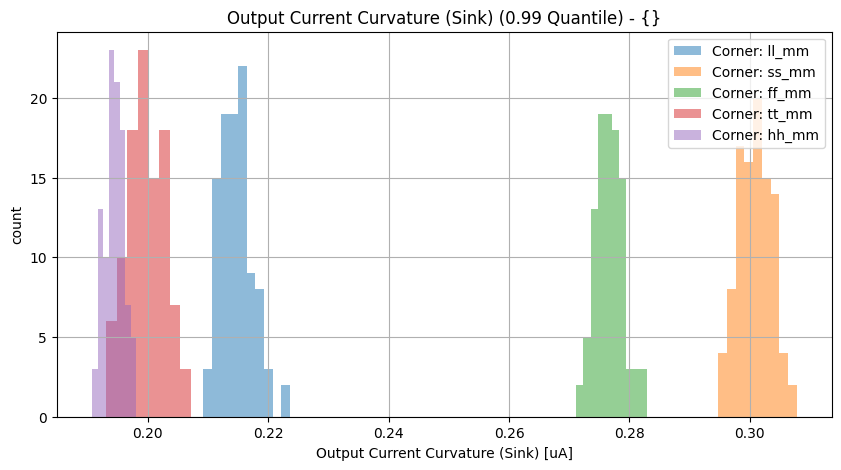 Output Current Curvature (Sink) (0.99 Quantile) - {}
Corner: ll_mm
Corner: ss_mm
Corner: ff_mm
Corner: tt_mm
Corner: hh_mm
20
15
10
5
0
count
0.20 0.22 0.24 0.26 0.28 0.30
Output Current Curvature (Sink) [uA]